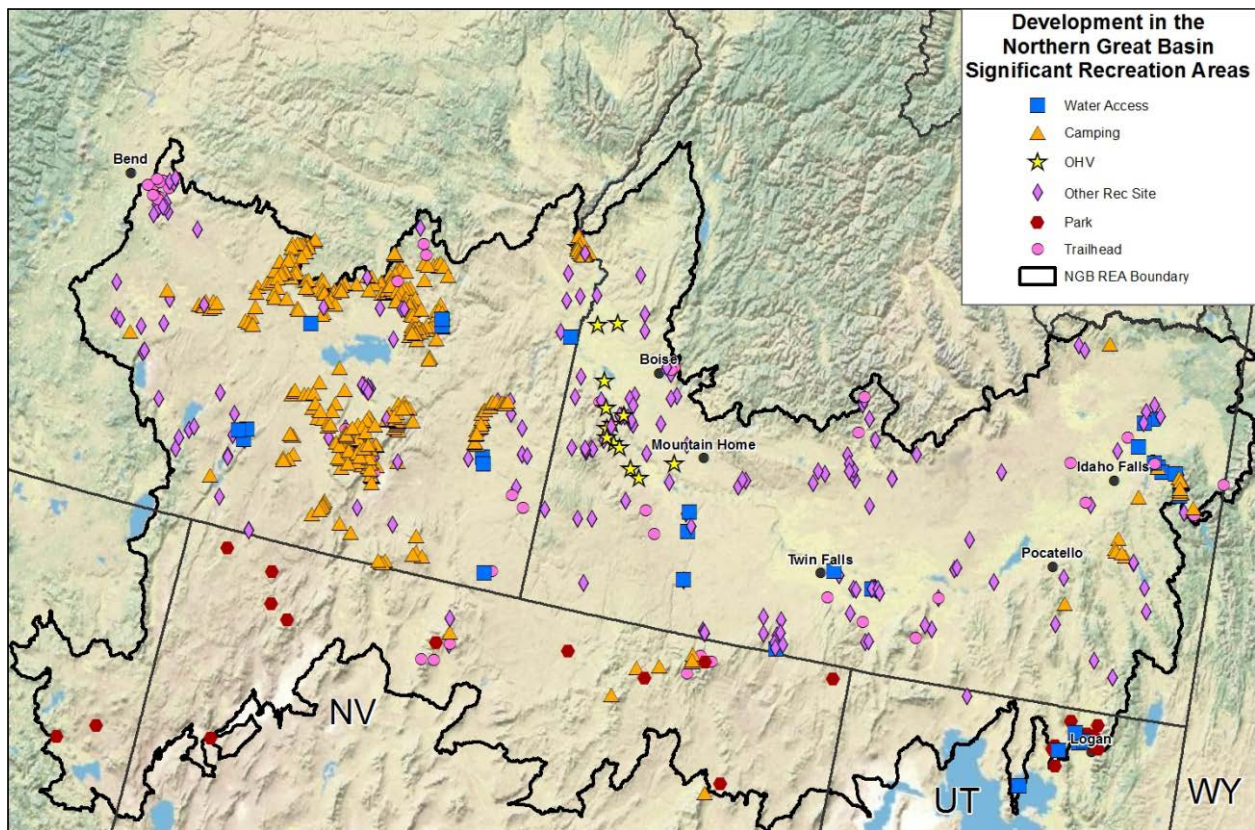 Development in the
Northern Great Basin
Significant Recreation Areas
Water Access
Camping
OHV
Other Rec Site
Park
Trailhead
NGB REA Boundary
Bend
Boise
Mountain Home
Idaho Falls
Twin Falls
Pocatello
NV
Logan
UT
WY